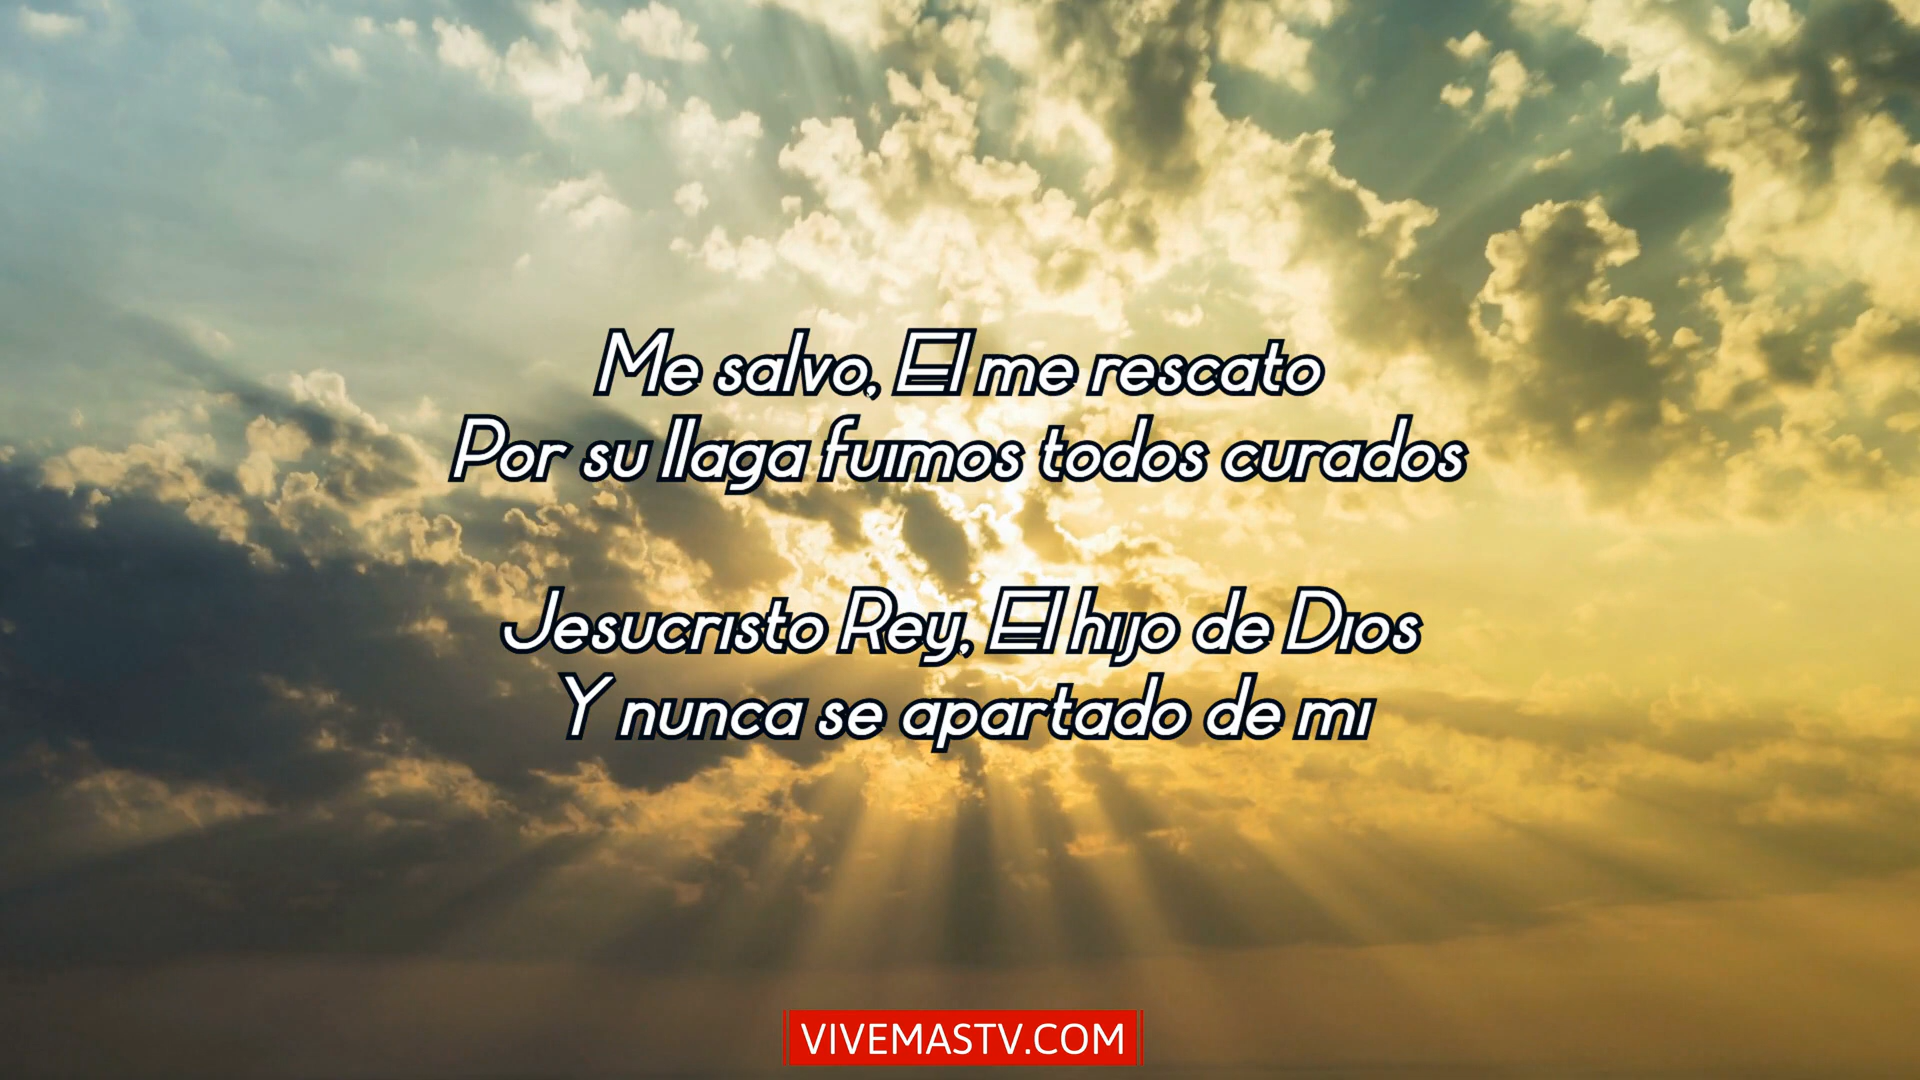 Me salvo, El me rescato
Por su llaga fuimos todos curados
Jesucristo Rey, El hijo de Dios
Y nunca se apartado de mi
VIVEMASTV.COM